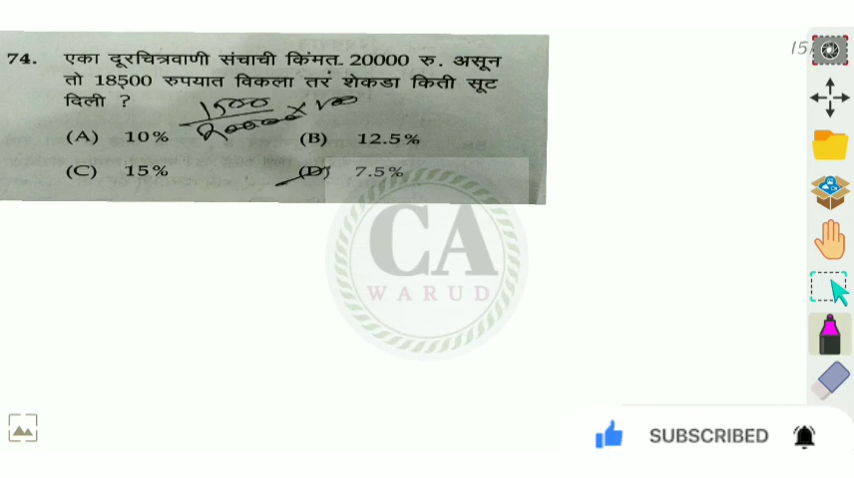 74. एका दूरचित्रवाणी संचाची किंमत 20000 रु. असून
तो 18500 रुपयात विकला तर शेकडा किती सूट
दिली ?
1500
20000 × 100
(A) 10% (B) 12.5%
(C) 15% (D) 7.5%
CA
WARUD
SUBSCRIBED